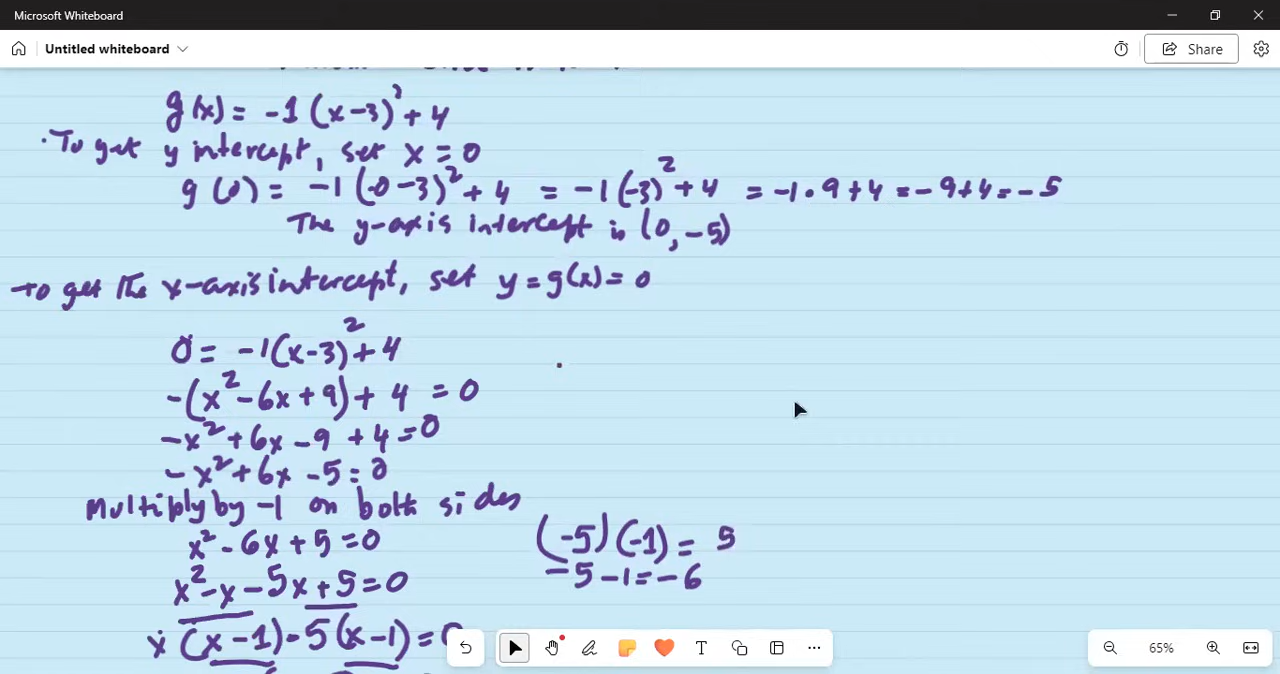 Microsoft Whiteboard
Untitled whiteboard
Share
g(x) = -1(x-3)² + 4
· To get y intercept, set x = 0
g(0) = -1(0-3)² + 4 = -1(-3)² + 4 = -1·9+4 = -9+4 = -5
The y-axis intercept is (0, -5)
To get the x-axis intercept, set y = g(x) = 0
0 = -1(x-3)² + 4
-(x² - 6x + 9) + 4 = 0
-x² + 6x - 9 + 4 = 0
-x² + 6x - 5 = 0
Multiply by -1 on both sides
x² - 6x + 5 = 0
(-5)(-1) = 5
-5 - 1 = -6
x² - x - 5x + 5 = 0
x(x-1) - 5(x-1) = 0
65%